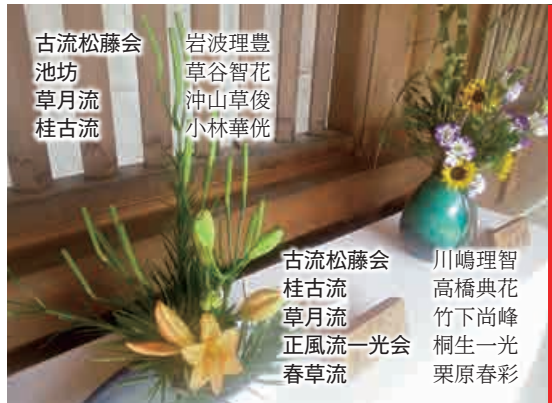 古流松藤会 岩波理豊
池坊 草谷智花
草月流 沖山草俊
桂古流 小林華侊
古流松藤会 川嶋理智
桂古流 高橋典花
草月流 竹下尚峰
正風流一光会 桐生一光
春草流 栗原春彩